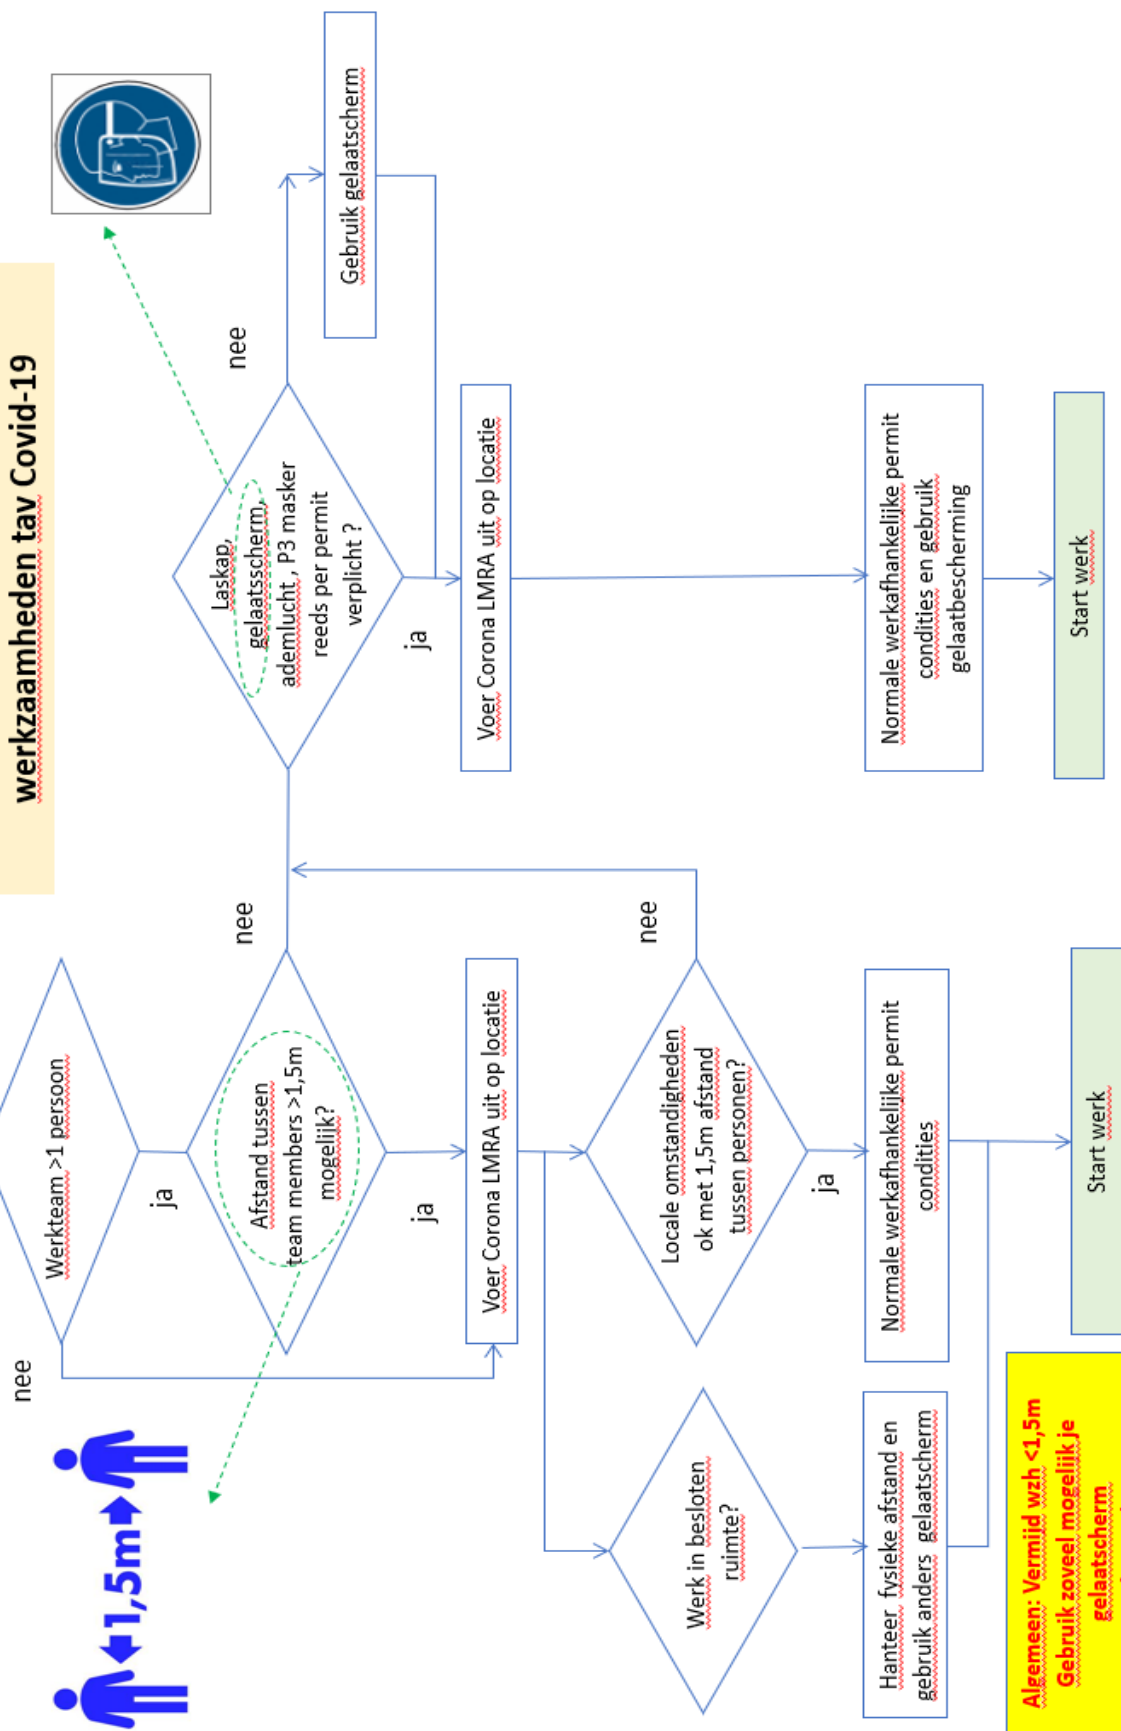 werkzaamheden tav Covid-19
1,5m
nee
Werkteam >1 persoon
ja
Afstand tussen
team members >1,5m
mogelijk?
nee
Laskap,
gelaatsscherm,
ademlucht , P3 masker
reeds per permit
verplicht ?
nee
Gebruik gelaatscherm
ja
ja
Voer Corona LMRA uit op locatie
Voer Corona LMRA uit op locatie
Werk in besloten
ruimte?
Locale omstandigheden
ok met 1,5m afstand
tussen personen?
nee
ja
Hanteer fysieke afstand en
gebruik anders gelaatscherm
Normale werkafhankelijke permit
condities
Normale werkafhankelijke permit
condities en gebruik
gelaatbescherming
Algemeen: Vermijd wzh <1,5m
Gebruik zoveel mogelijk je
gelaatscherm
Start werk
Start werk